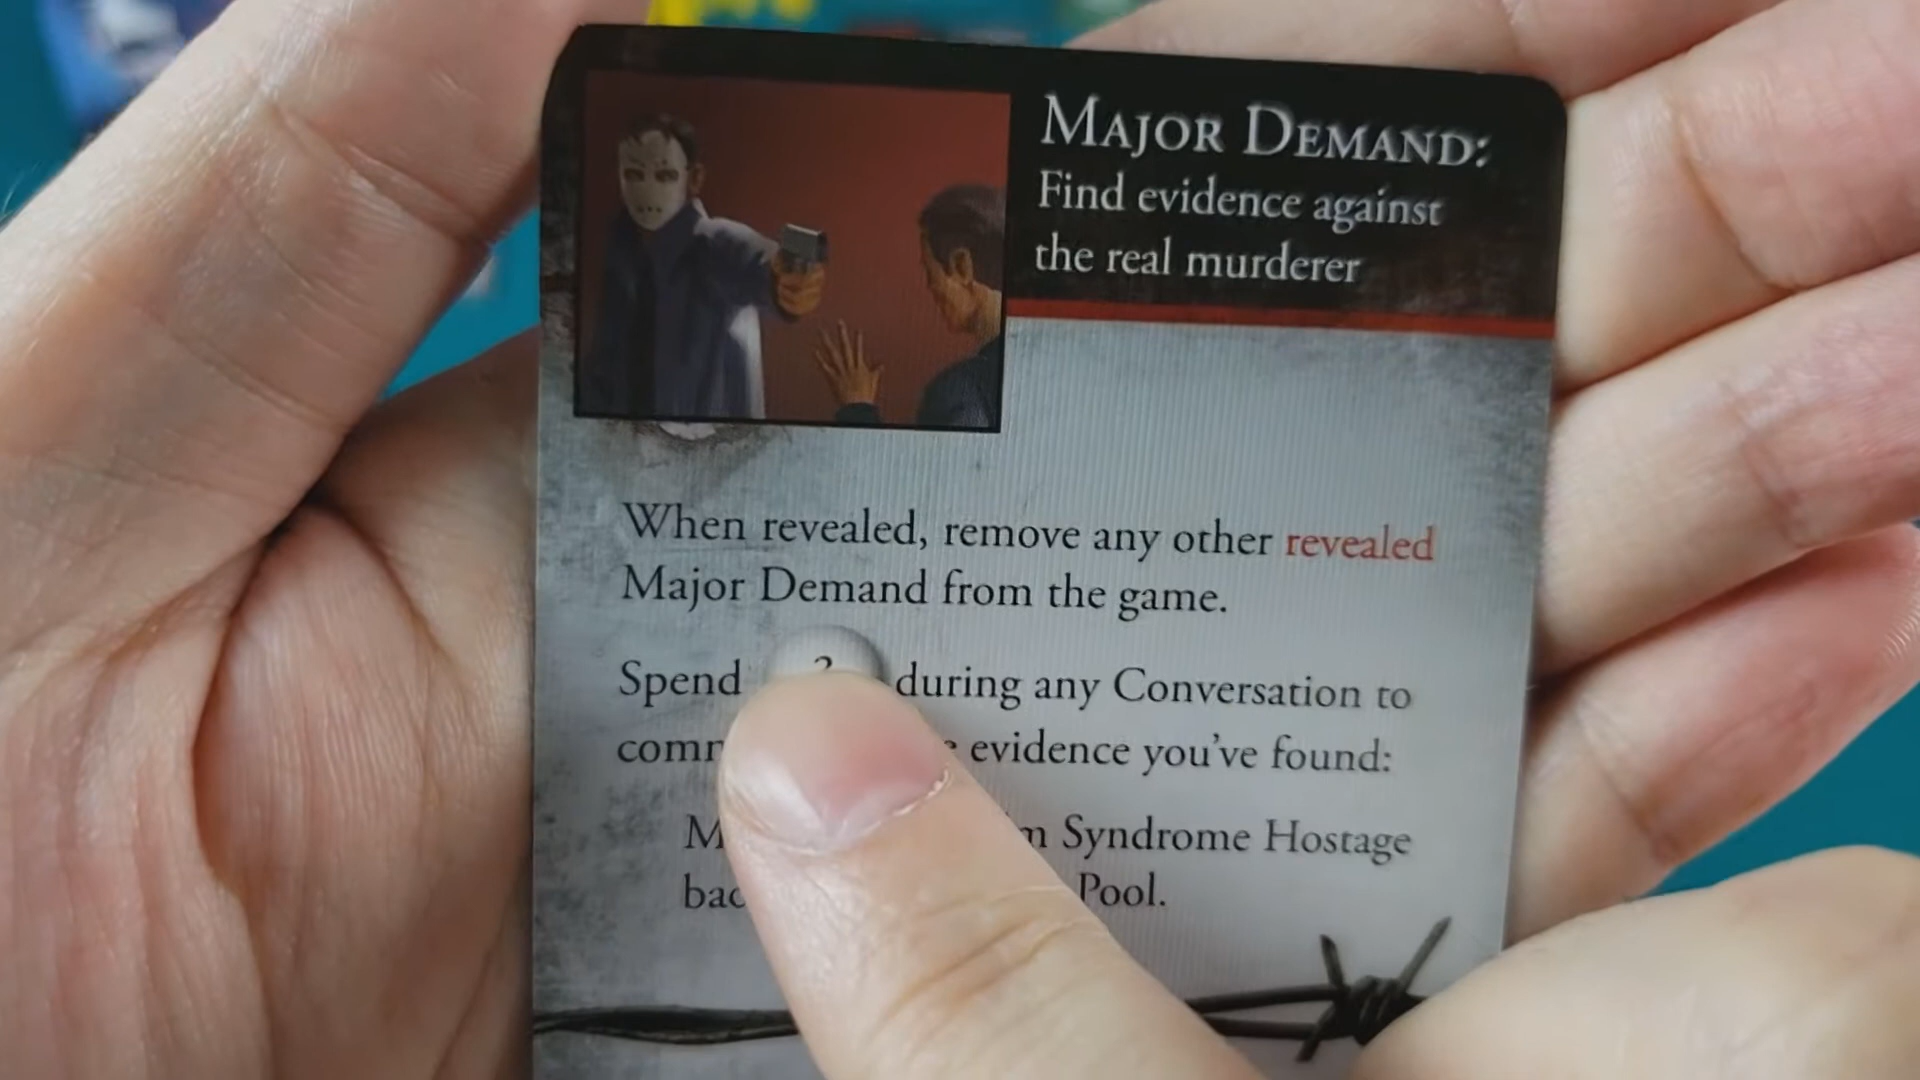 MAJOR DEMAND:
Find evidence against
the real murderer
When revealed, remove any other revealed
Major Demand from the game.
Spend during any Conversation to
evidence you've found:
Syndrome Hostage
Pool.